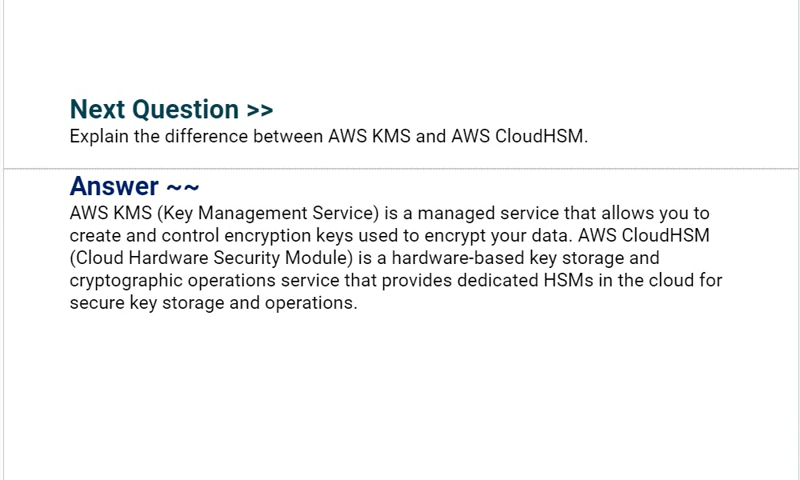 Next Question >>
Explain the difference between AWS KMS and AWS CloudHSM.
Answer ~~
AWS KMS (Key Management Service) is a managed service that allows you to
create and control encryption keys used to encrypt your data. AWS CloudHSM
(Cloud Hardware Security Module) is a hardware-based key storage and
cryptographic operations service that provides dedicated HSMs in the cloud for
secure key storage and operations.